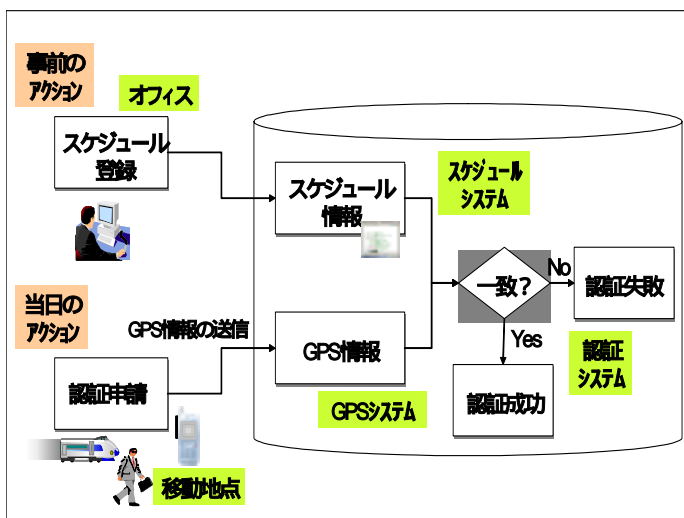 事前の
アクション
オフィス
スケジュール
登録
スケジュール
情報
スケジュール
システム
一致?
No
認証失敗
当日の
アクション
GPS情報の送信
GPS情報
Yes
認証
システム
認証申請
GPSシステム
認証成功
移動地点